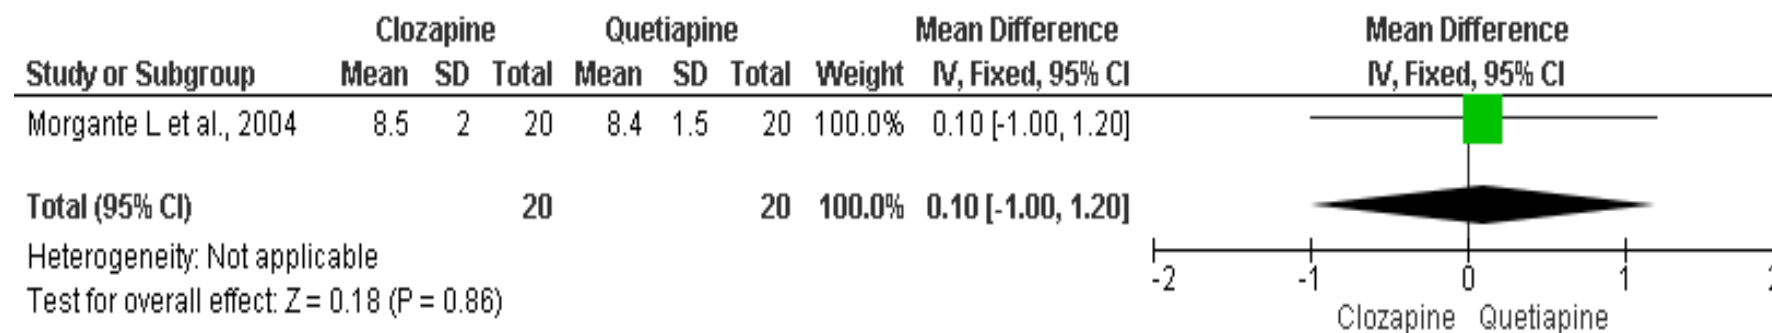 Clozapine Quetiapine Mean Difference Mean Difference
Study or Subgroup Mean SD Total Mean SD Total Weight IV, Fixed, 95% CI IV, Fixed, 95% CI
Morgante L et al., 2004 8.5 2 20 8.4 1.5 20 100.0% 0.10 [-1.00, 1.20]
Total (95% CI) 20 20 100.0% 0.10 [-1.00, 1.20]
Heterogeneity: Not applicable
Test for overall effect: Z = 0.18 (P = 0.86)
-2 -1 0 1 2
Clozapine Quetiapine